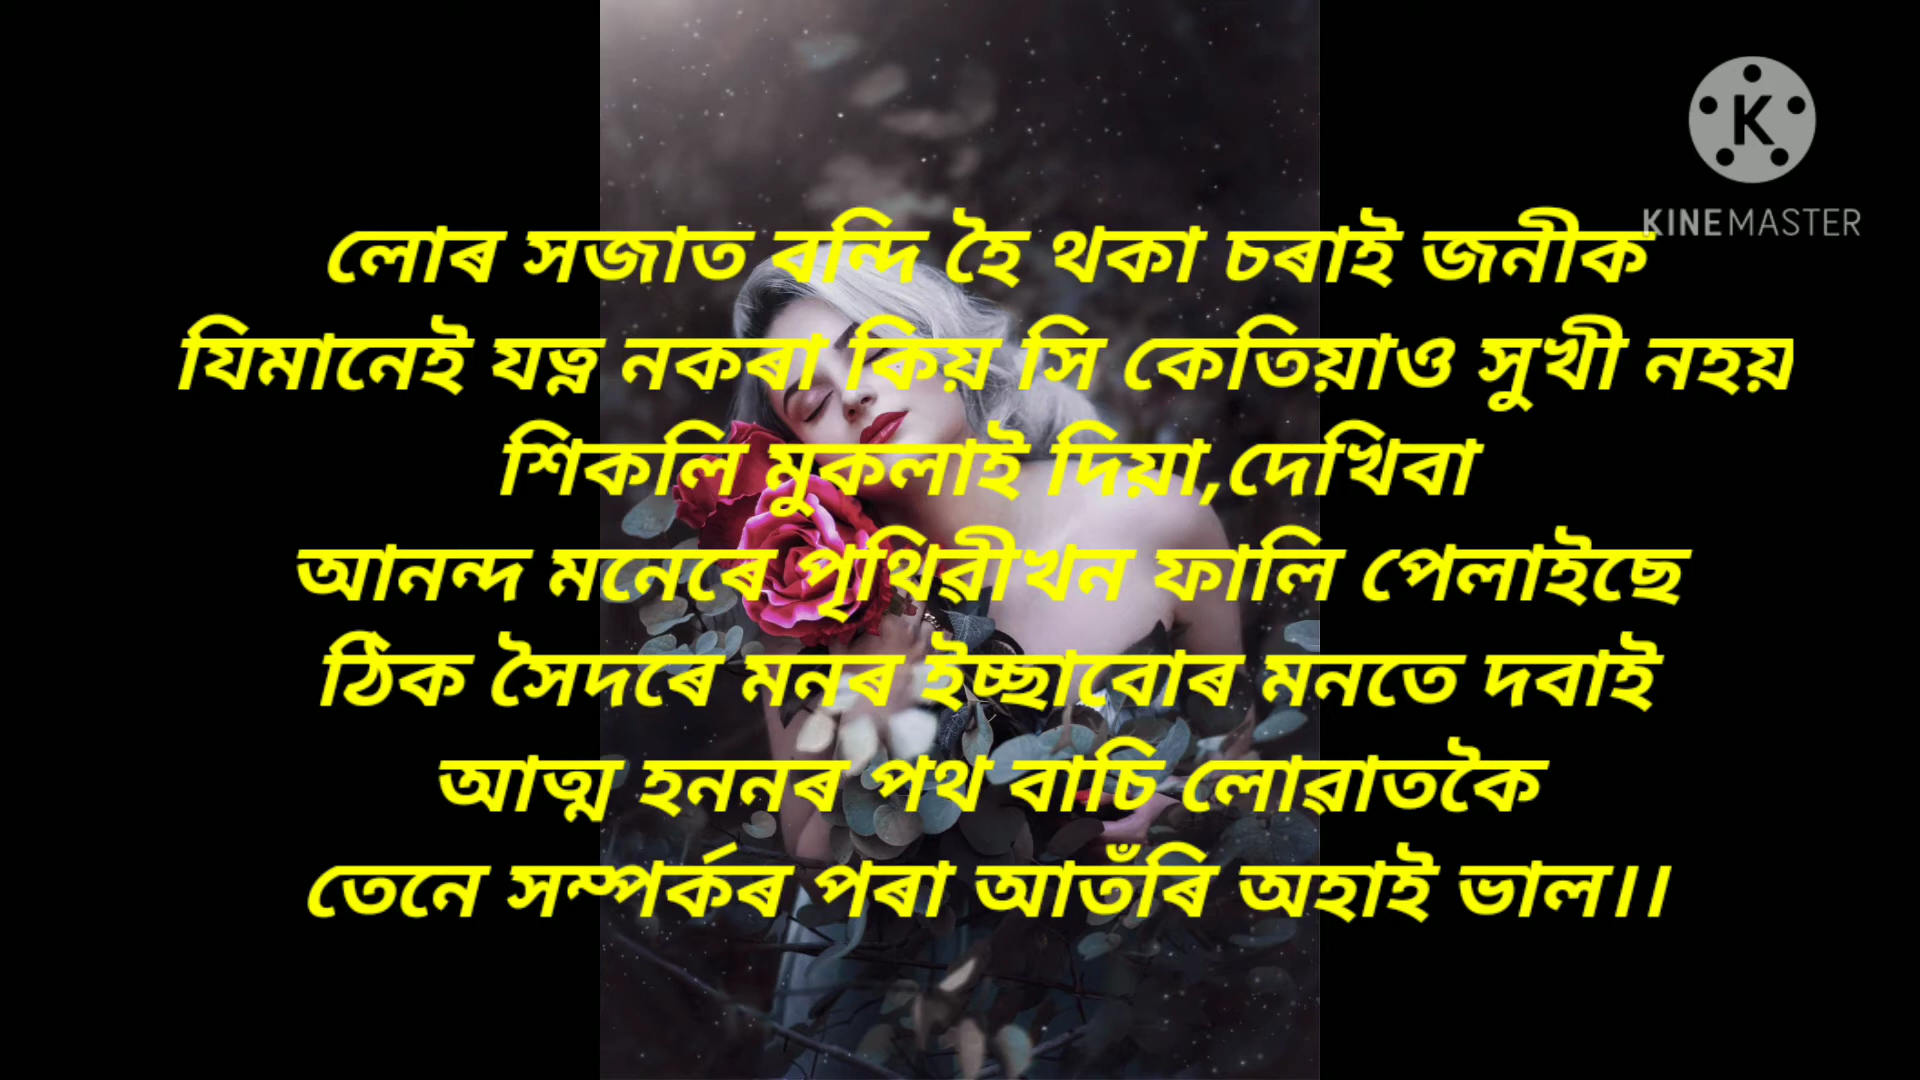 KINEMASTER
লোৰ সজাত বন্দি হৈ থকা চৰাই জনীক
যিমানেই যত্ন নকৰা কিয় সি কেতিয়াও সুখী নহয়
শিকলি মুকলাই দিয়া,দেখিবা
আনন্দ মনেৰে পৃথিৱীখন ফালি পেলাইছে
ঠিক সৈদৰে মনৰ ইচ্ছাবোৰ মনতে দবাই
আত্ম হননৰ পথ বাচি লোৱাতকৈ
তেনে সম্পৰ্কৰ পৰা আতঁৰি অহাই ভাল।।